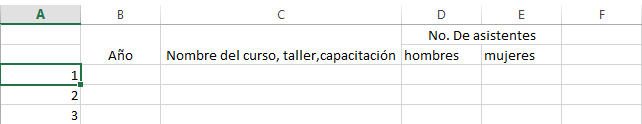 A B C D E F
No. De asistentes
Año Nombre del curso, taller,capacitación hombres mujeres
1
2
3